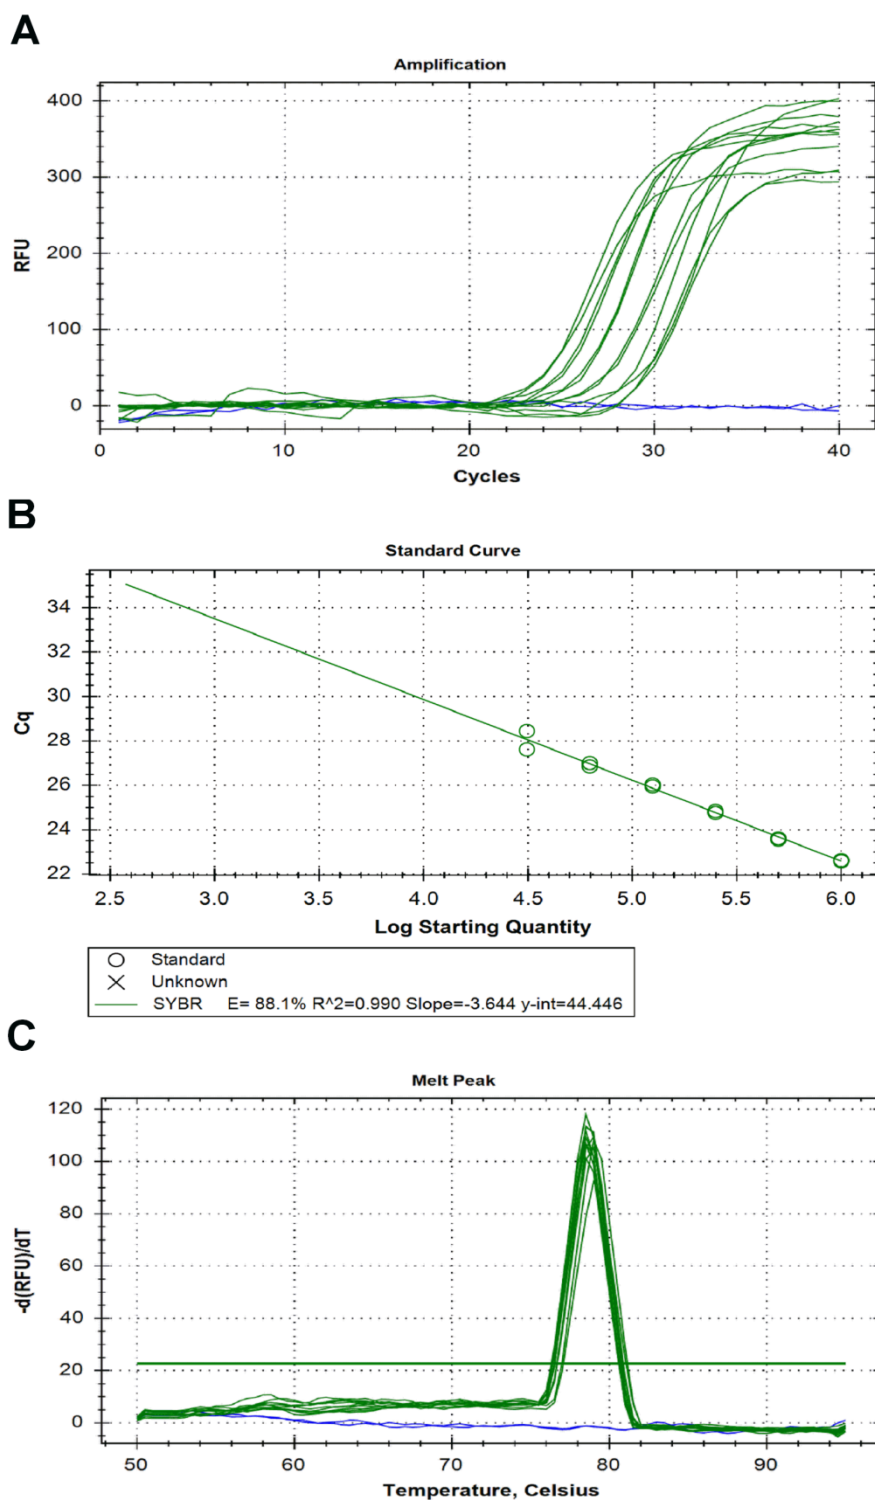 A
Amplification
400
300
200
100
0
RFU
0 10 20 30 40
Cycles
B
Standard Curve
34
32
30
28
26
24
22
Cq
2.5 3.0 3.5 4.0 4.5 5.0 5.5 6.0
Log Starting Quantity
Standard
Unknown
SYBR E= 88.1% R^2=0.990 Slope=-3.644 y-int=44.446
C
Melt Peak
120
100
80
60
40
20
0
-d(RFU)/dT
50 60 70 80 90
Temperature, Celsius